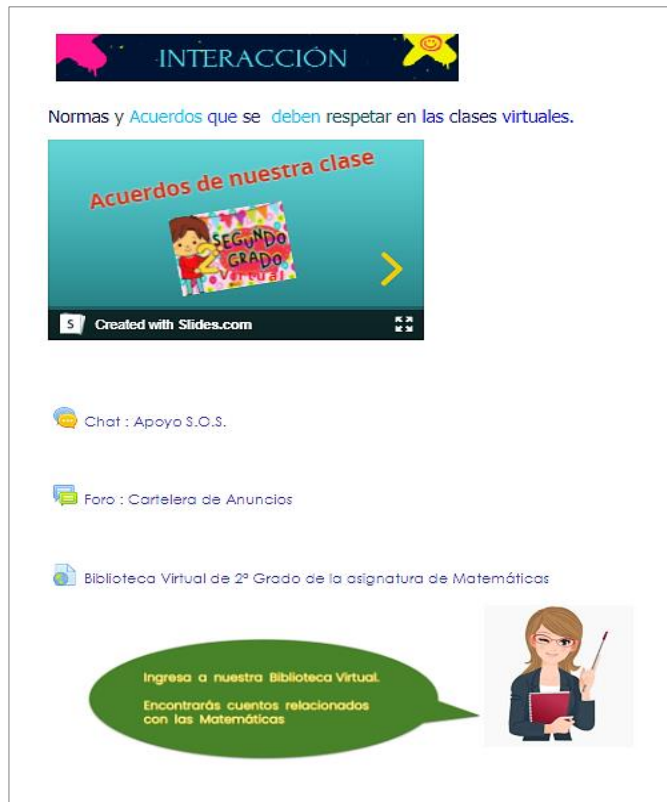 INTERACCIÓN
Normas y Acuerdos que se deben respetar en las clases virtuales.
Acuerdos de nuestra clase
2
SEGUNDO
GRADO
Virtual
S Created with Slides.com
Chat : Apoyo S.O.S.
Foro : Cartelera de Anuncios
Biblioteca Virtual de 2º Grado de la asignatura de Matemáticas
Ingresa a nuestra Biblioteca Virtual.
Encontrarás cuentos relacionados
con las Matemáticas